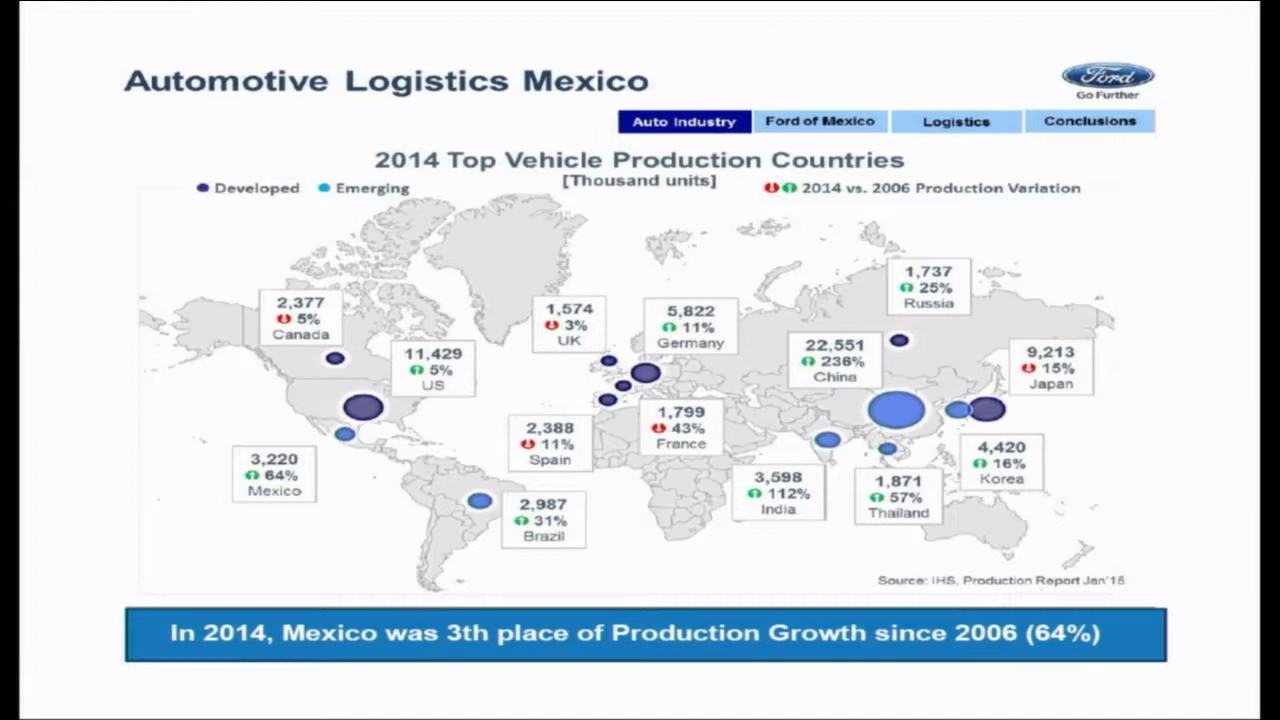 Automotive Logistics Mexico
Ford
Go Further
Auto Industry
Ford of Mexico
Logistics
Conclusions
2014 Top Vehicle Production Countries
[Thousand units]
Developed
Emerging
2014 vs. 2006 Production Variation
2,377
5%
Canada
11,429
5%
US
1,574
3%
UK
5,822
11%
Germany
1,737
25%
Russia
22,551
236%
China
9,213
15%
Japan
2,388
11%
Spain
1,799
43%
France
3,220
64%
Mexico
2,987
31%
Brazil
3,598
112%
India
1,871
57%
Thailand
4,420
16%
Korea
Source: IHS, Production Report Jan'15
In 2014, Mexico was 3th place of Production Growth since 2006 (64%)